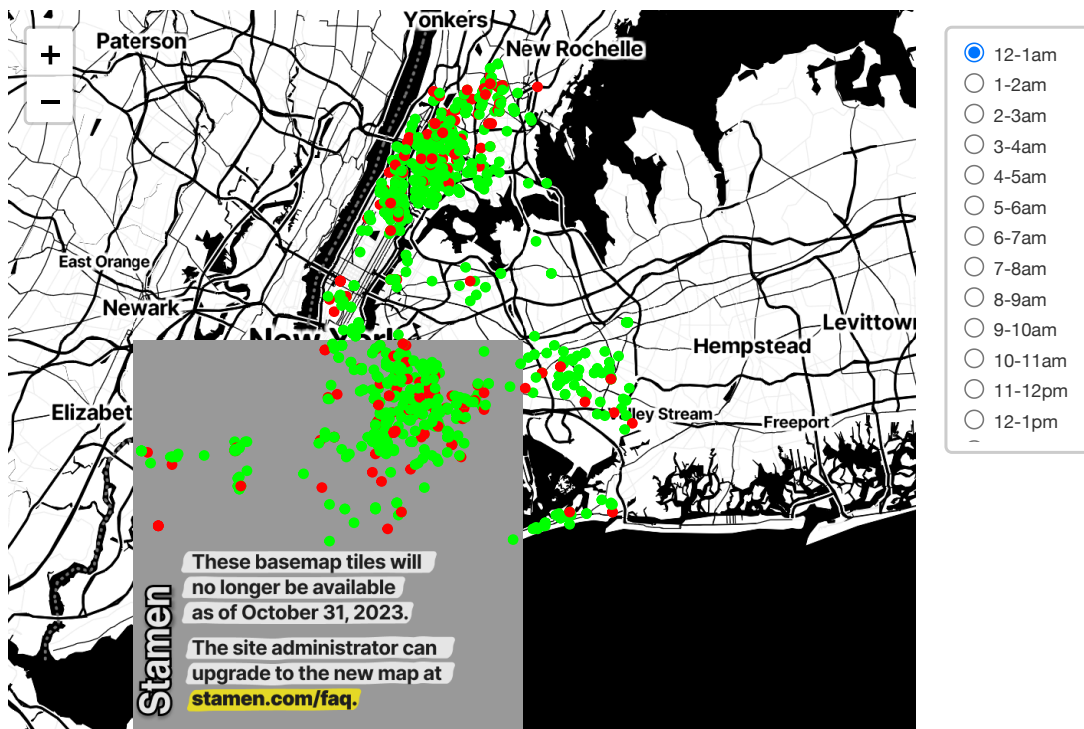 Yonkers
New Rochelle
Paterson
+
−
East Orange
Newark
New York
Levittown
Hempstead
Elizabet
Valley Stream
Freeport
These basemap tiles will
no longer be available
as of October 31, 2023.
The site administrator can
upgrade to the new map at
stamen.com/faq.
Stamen
12-1am
1-2am
2-3am
3-4am
4-5am
5-6am
6-7am
7-8am
8-9am
9-10am
10-11am
11-12pm
12-1pm